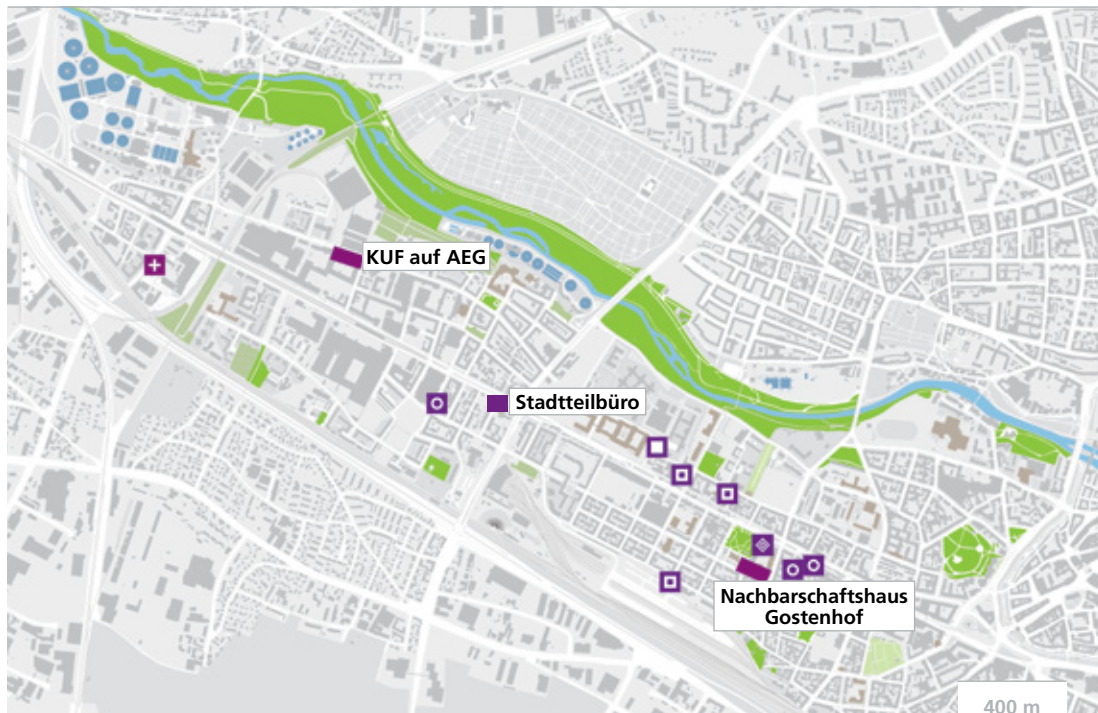 KUF auf AEG
Stadtteilbüro
Nachbarschaftshaus
Gostenhof
400 m